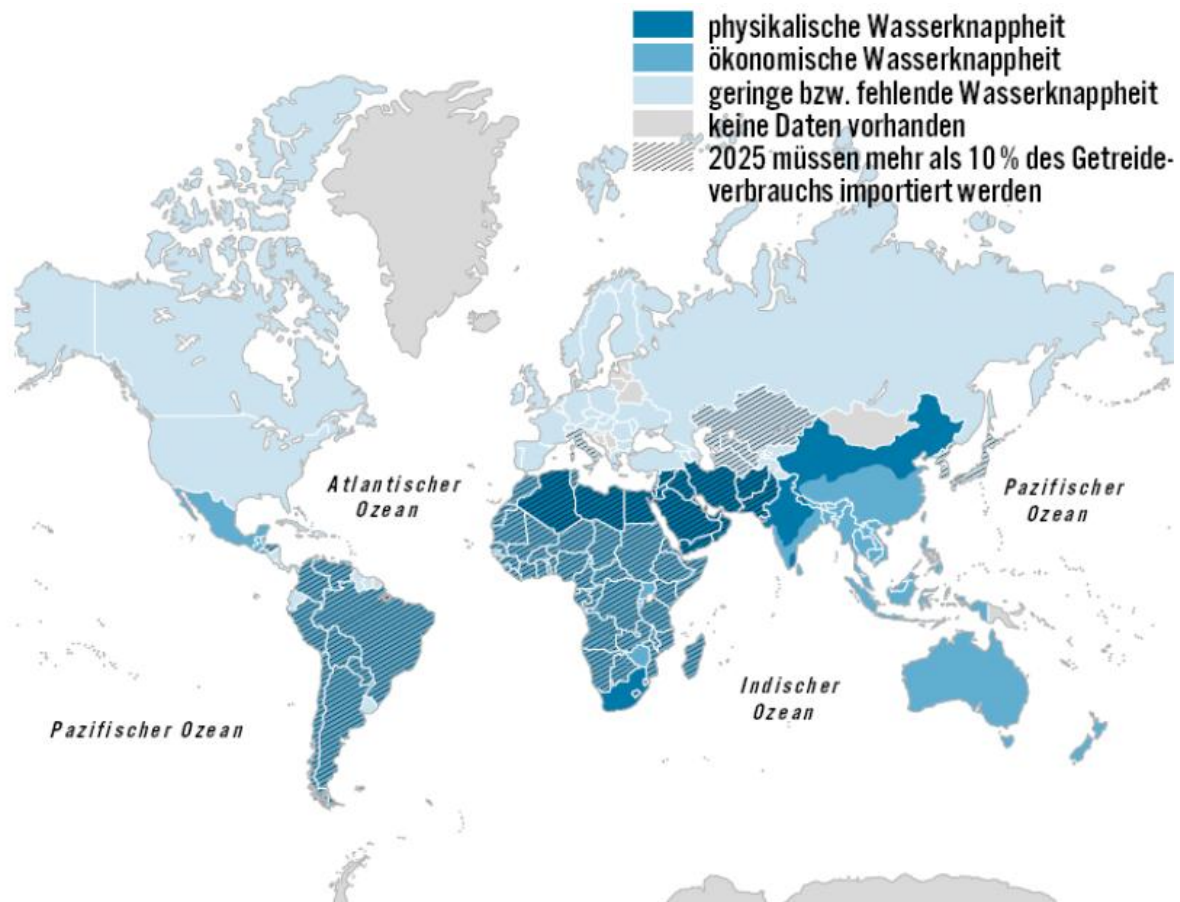 physikalische Wasserknappheit
ökonomische Wasserknappheit
geringe bzw. fehlende Wasserknappheit
keine Daten vorhanden
2025 müssen mehr als 10 % des Getreide-
verbrauchs importiert werden
Atlantischer
Ozean
Pazifischer
Ozean
Indischer
Ozean
Pazifischer Ozean